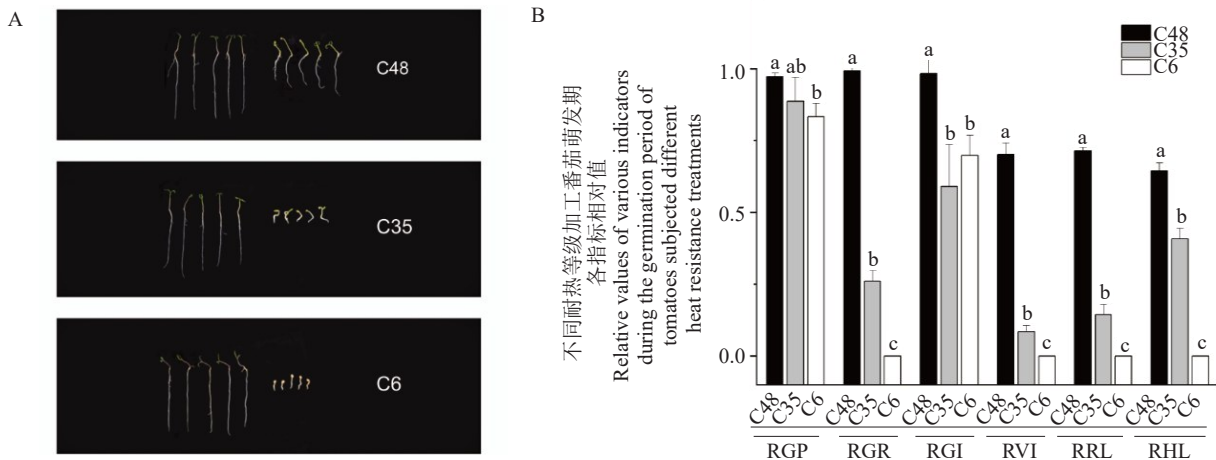 A
C48
C35
C6
B
不同耐热等级加工番茄萌发期
各指标相对值
Relative values of various indicators
during the germination period of
tomatoes subjected different
heat resistance treatments
C48
C35
C6
1.0
0.5
0.0
a ab b
a b c
a b b
a b c
a b c
a b c
C48 C35 C6 C48 C35 C6 C48 C35 C6 C48 C35 C6 C48 C35 C6 C48 C35 C6
RGP RGR RGI RVI RRL RHL